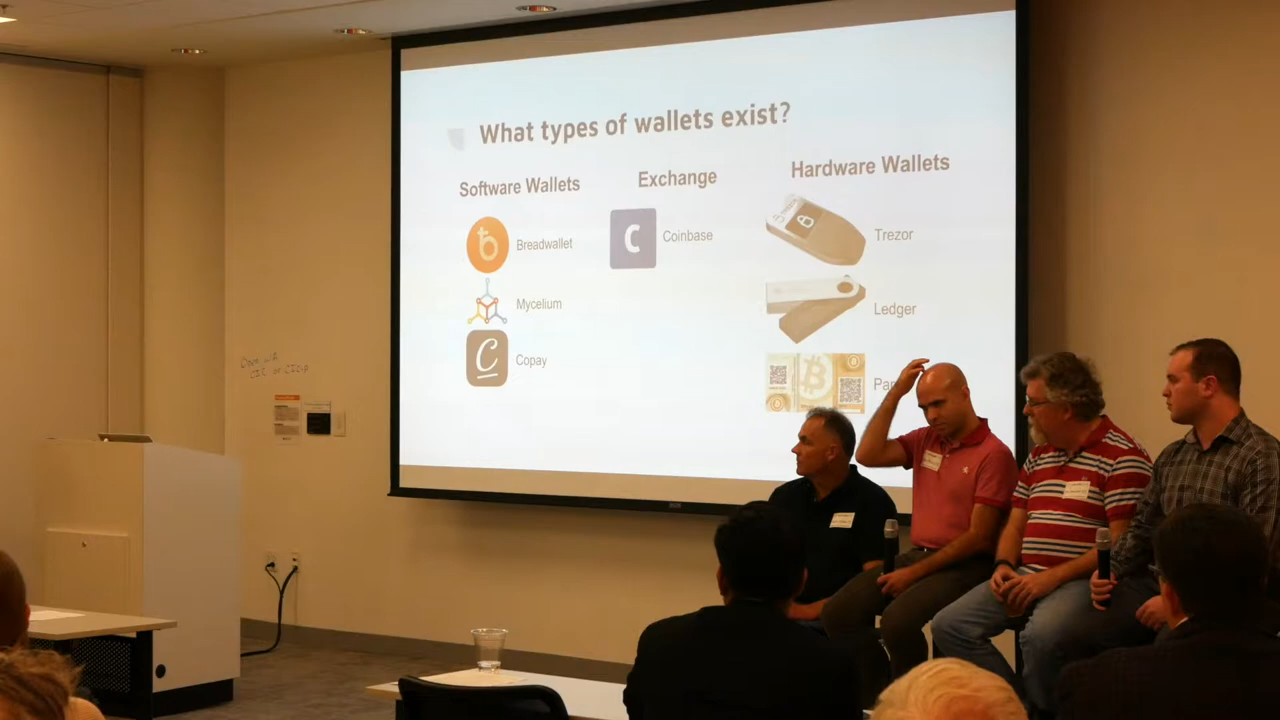 What types of wallets exist?
Software Wallets
Exchange
Hardware Wallets
Breadwallet
Coinbase
Trezor
Mycelium
Ledger
Copay